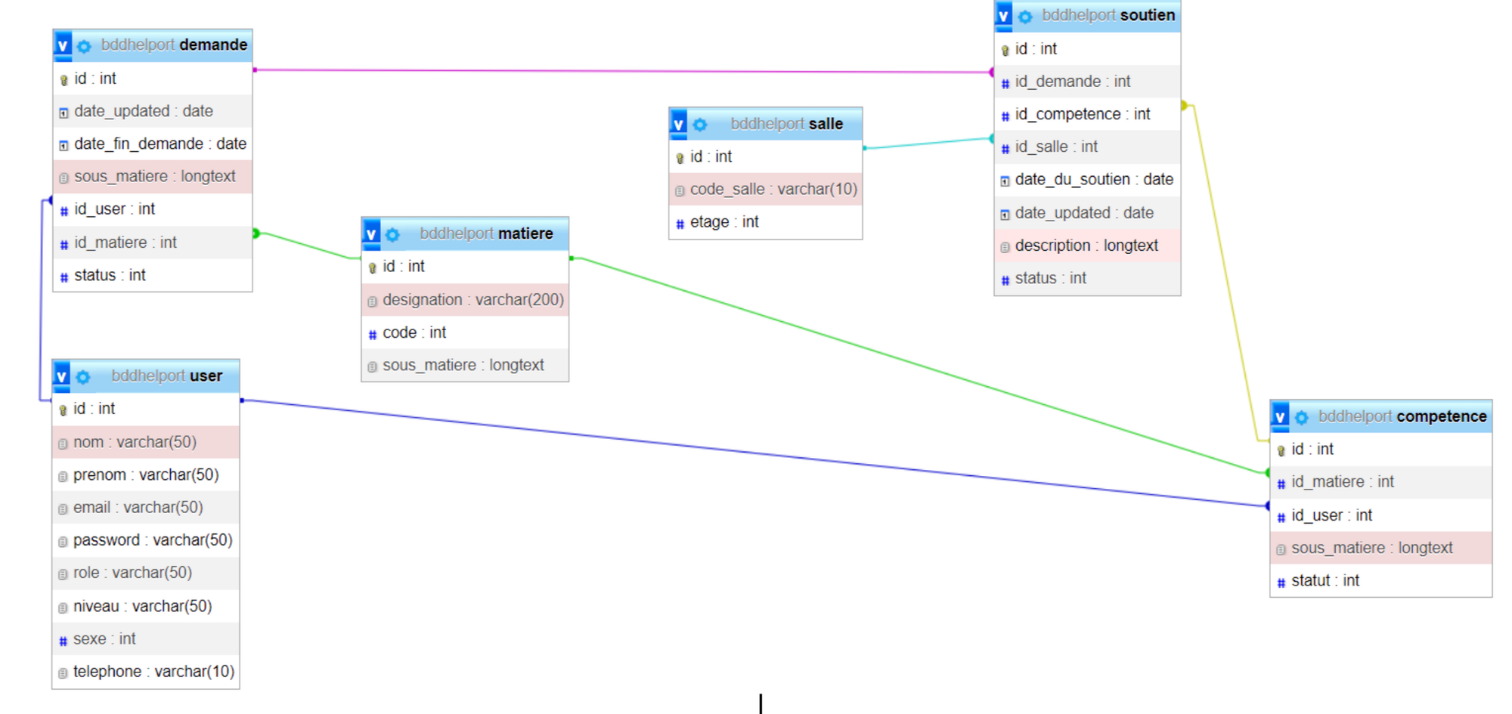 v bddhelport demande
id : int
date_updated : date
date_fin_demande : date
sous_matiere : longtext
# id_user : int
# id_matiere : int
# status : int
v bddhelport user
id : int
nom : varchar(50)
prenom : varchar(50)
email : varchar(50)
password : varchar(50)
role : varchar(50)
niveau : varchar(50)
# sexe : int
telephone : varchar(10)
v bddhelport matiere
id : int
designation : varchar(200)
# code : int
sous_matiere : longtext
v bddhelport salle
id : int
code_salle : varchar(10)
# etage : int
v bddhelport soutien
id : int
# id_demande : int
# id_competence : int
# id_salle : int
date_du_soutien : date
date_updated : date
description : longtext
# status : int
v bddhelport competence
id : int
# id_matiere : int
# id_user : int
sous_matiere : longtext
# statut : int